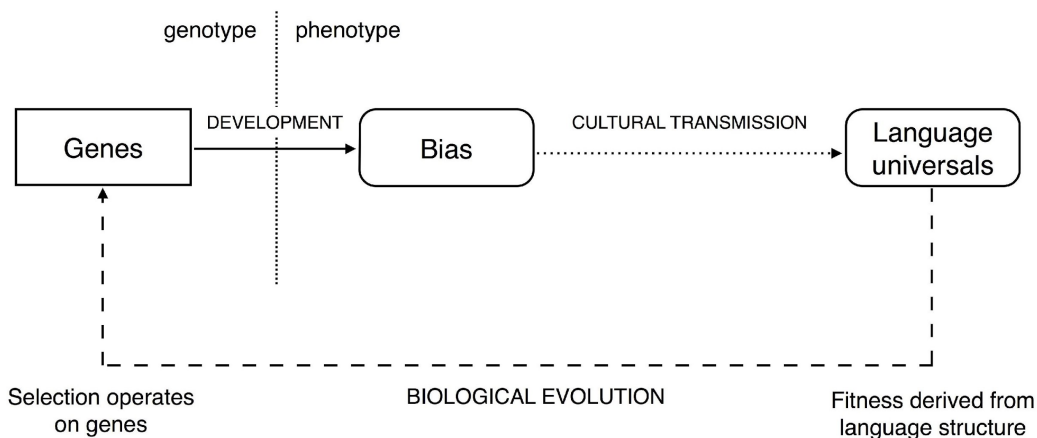 genotype phenotype
DEVELOPMENT
CULTURAL TRANSMISSION
Genes
Bias
Language
universals
Selection operates
on genes
BIOLOGICAL EVOLUTION
Fitness derived from
language structure